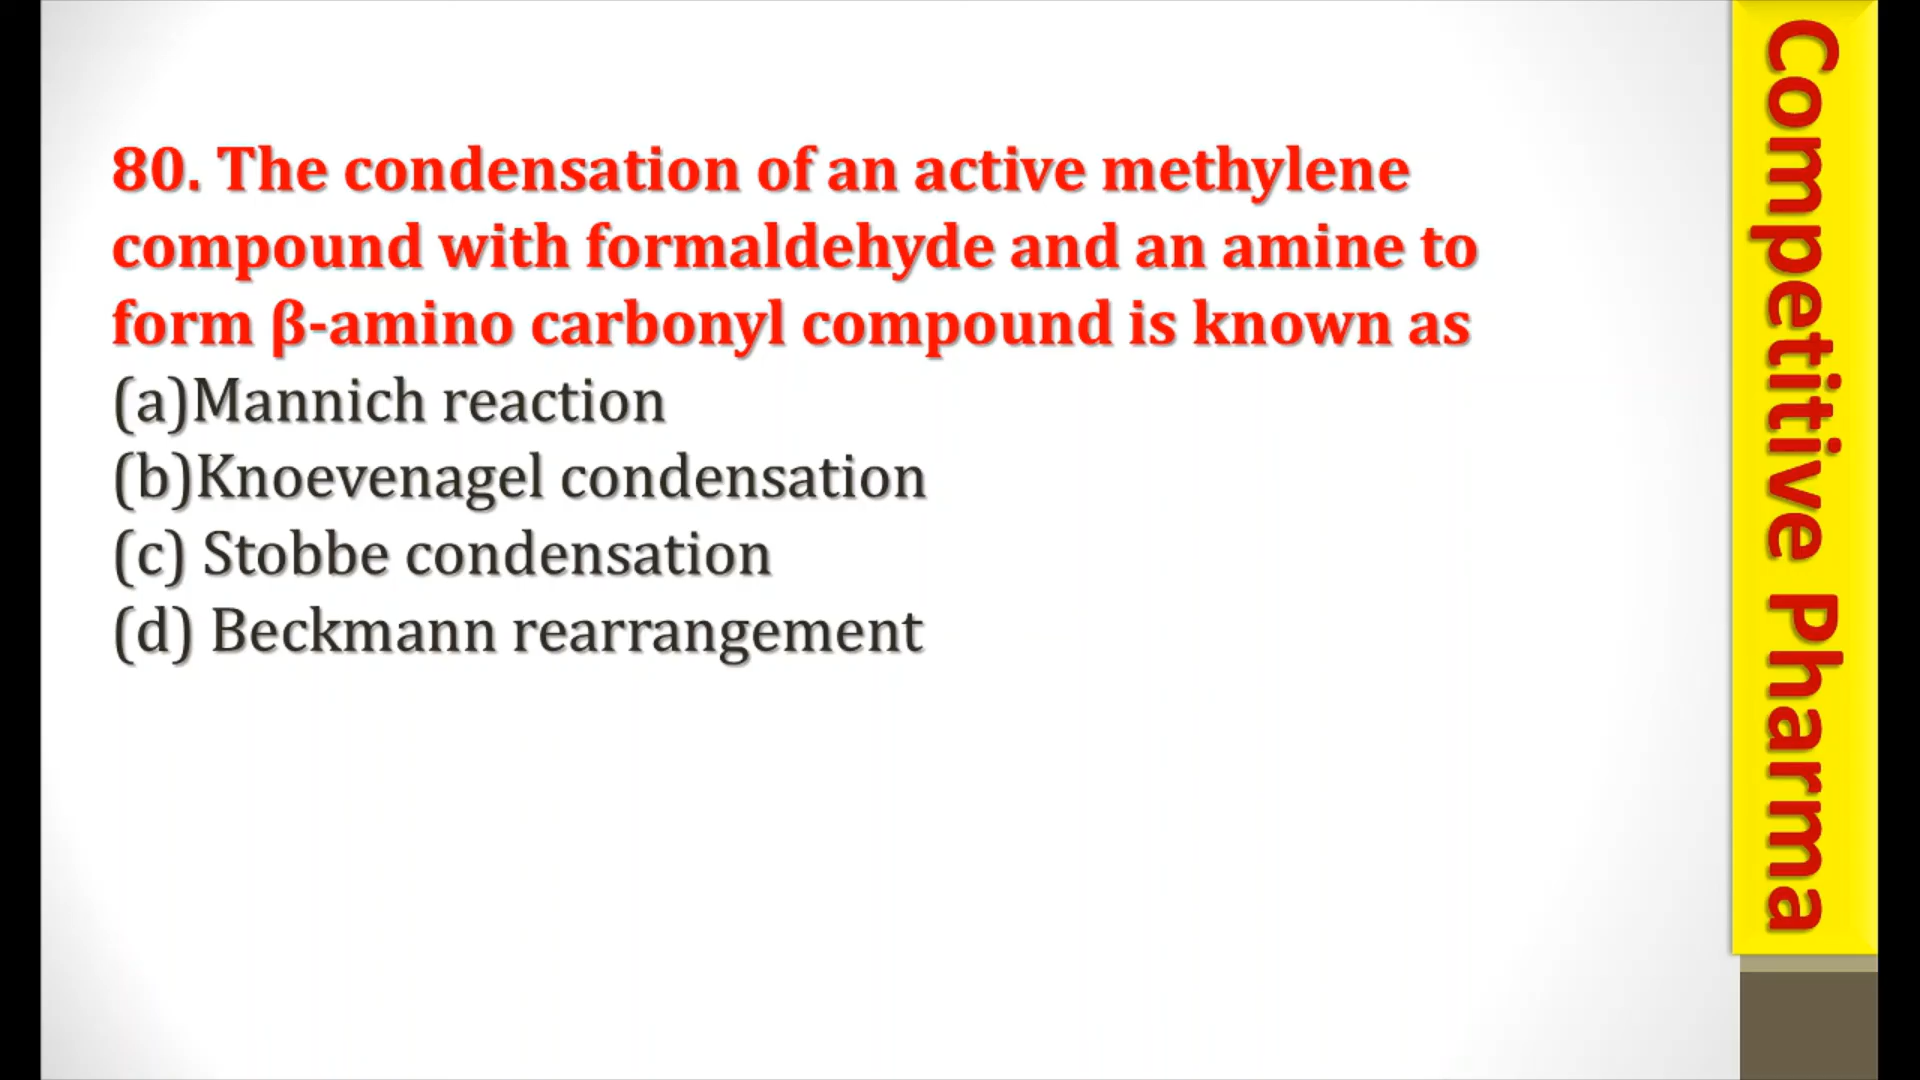 80. The condensation of an active methylene
compound with formaldehyde and an amine to
form β-amino carbonyl compound is known as
(a)Mannich reaction
(b)Knoevenagel condensation
(c) Stobbe condensation
(d) Beckmann rearrangement
Competitive Pharma